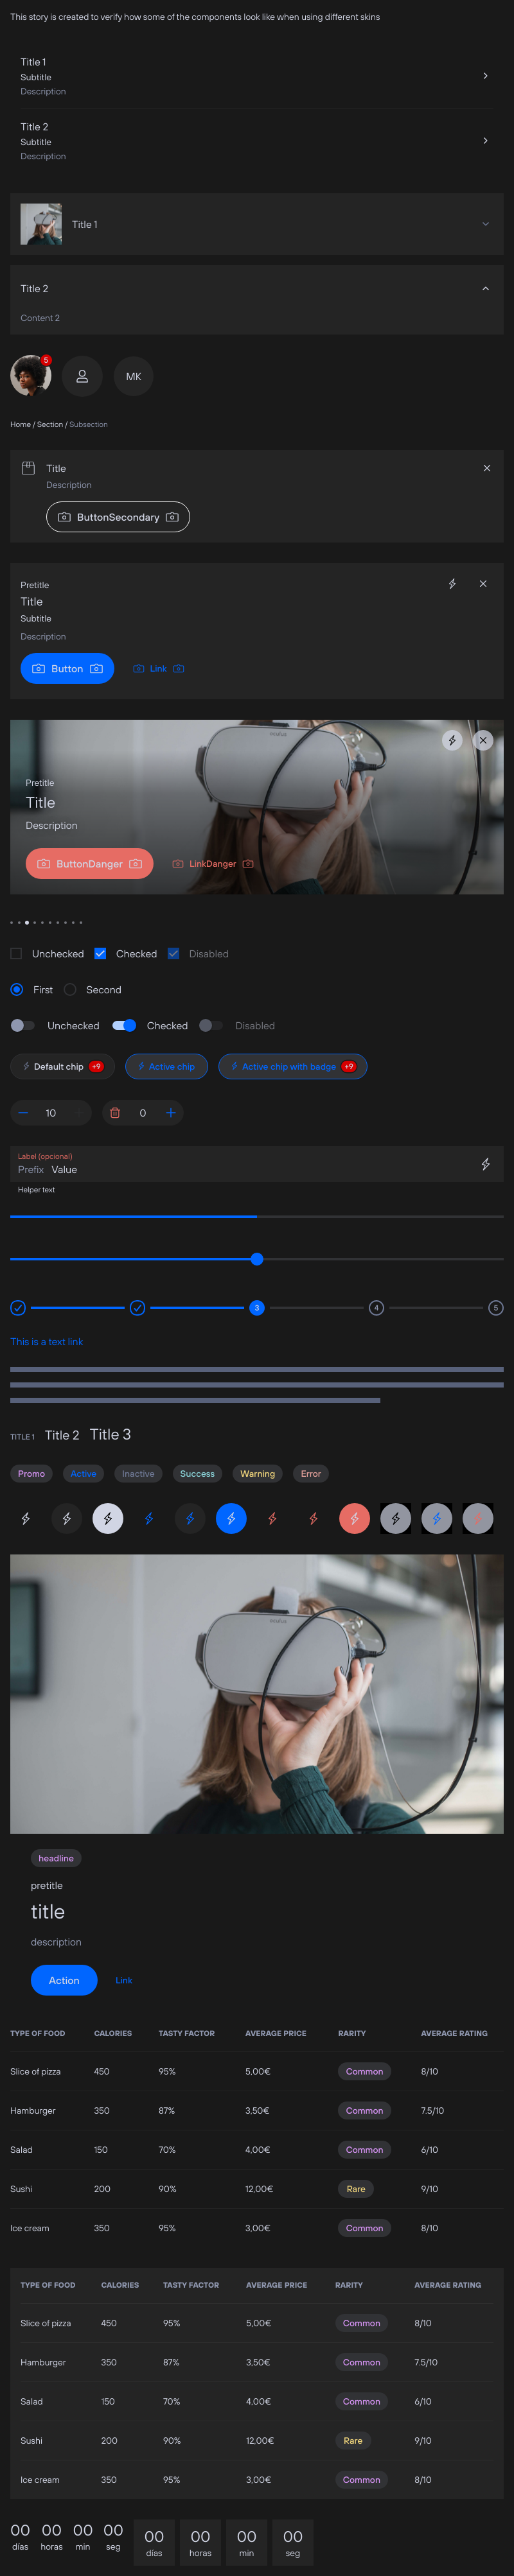 This story is created to verify how some of the components look like when using different skins
Title 1
Subtitle
Description
Title 2
Subtitle
Description
Title 1
Title 2
Content 2
5
MK
Home / Section / Subsection
Title
Description
ButtonSecondary
Pretitle
Title
Subtitle
Description
Button Link
oculus
Pretitle
Title
Description
ButtonDanger LinkDanger
Unchecked Checked Disabled
First Second
Unchecked Checked Disabled
Default chip +9 Active chip Active chip with badge +9
10 0
Label (opcional)
Prefix Value
Helper text
3 4 5
This is a text link
TITLE 1 Title 2 Title 3
Promo Active Inactive Success Warning Error
headline
pretitle
title
description
Action Link
TYPE OF FOOD CALORIES TASTY FACTOR AVERAGE PRICE RARITY AVERAGE RATING
Slice of pizza 450 95% 5,00€ Common 8/10
Hamburger 350 87% 3,50€ Common 7.5/10
Salad 150 70% 4,00€ Common 6/10
Sushi 200 90% 12,00€ Rare 9/10
Ice cream 350 95% 3,00€ Common 8/10
TYPE OF FOOD CALORIES TASTY FACTOR AVERAGE PRICE RARITY AVERAGE RATING
Slice of pizza 450 95% 5,00€ Common 8/10
Hamburger 350 87% 3,50€ Common 7.5/10
Salad 150 70% 4,00€ Common 6/10
Sushi 200 90% 12,00€ Rare 9/10
Ice cream 350 95% 3,00€ Common 8/10
00 00 00 00 00 00 00 00
días horas min seg días horas min seg